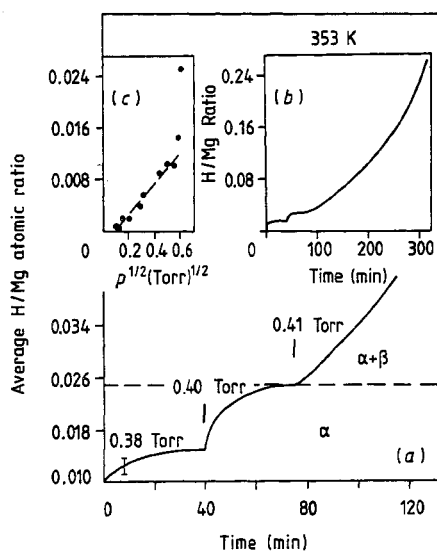 353 K
0.024
0.016
0.008
0
(c)
0.2 0.4 0.6
p^1/2 (Torr)^1/2
H/Mg Ratio
0.24
0.16
0.08
0
(b)
100 200 300
Time (min)
Average H/Mg atomic ratio
0.034
0.026
0.018
0.010
0.38 Torr
0.40 Torr
0.41 Torr
α+β
α
(a)
0 40 80 120
Time (min)